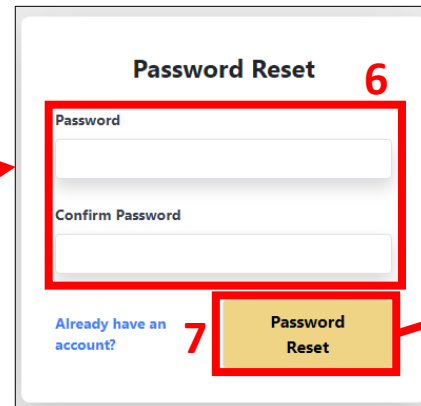 Password Reset
6
Password
Confirm Password
Already have an
account?
7
Password
Reset